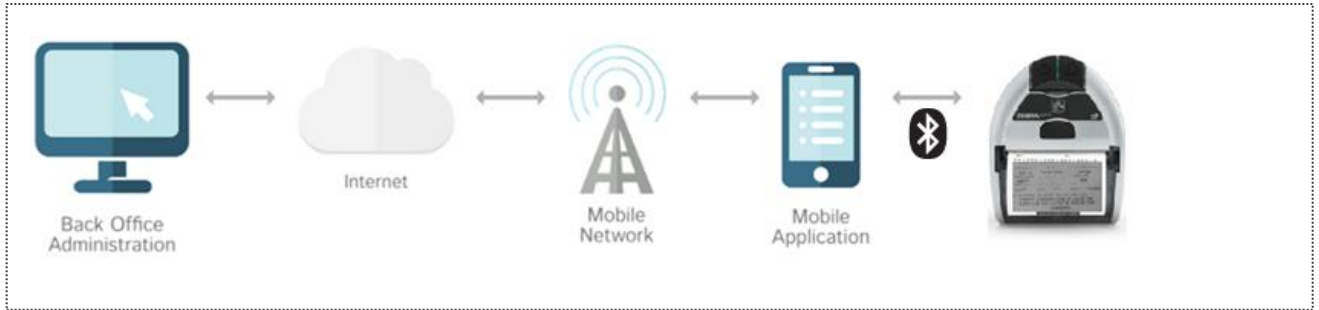 Back Office
Administration
Internet
Mobile
Network
Mobile
Application